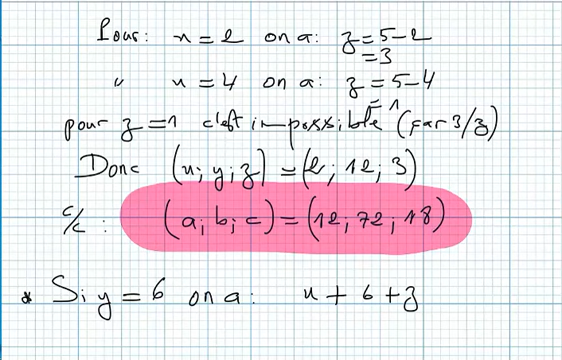 Pour: x = 2 on a: z = 5-2
= 3
" x = 4 on a: z = 5-4
= 1
pour z = 1 c'est impossible (car 3/z)
Donc (x; y; z) = (2; 12; 3)
c/c: (a; b; c) = (12; 72; 18)
* Si y = 6 on a: x + 6 + z